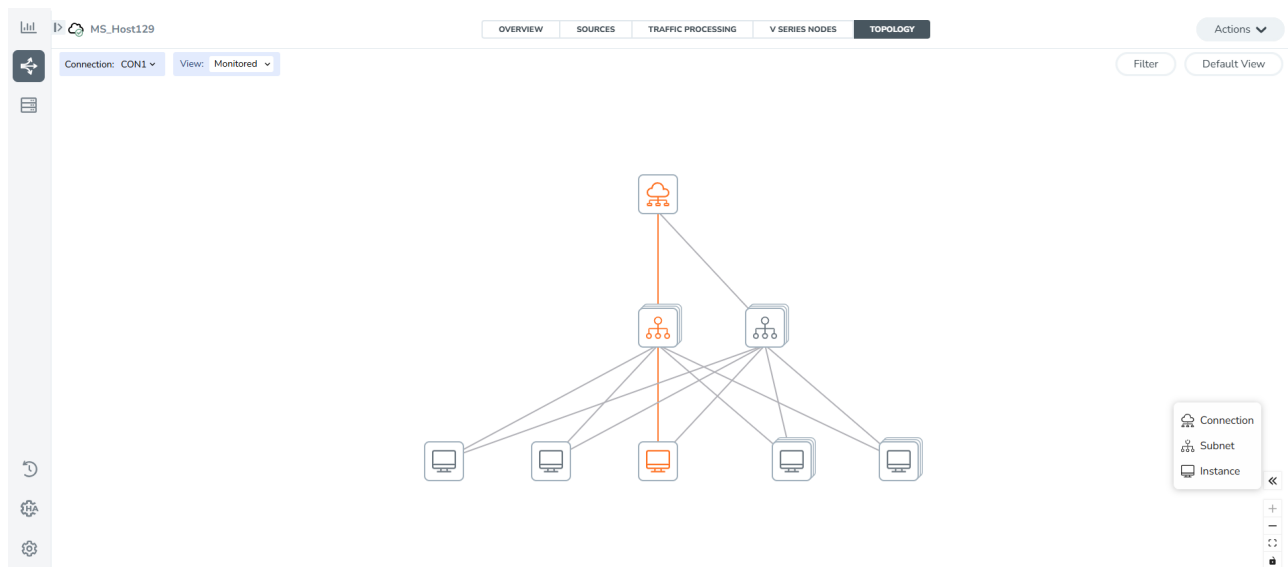 MS_Host129
OVERVIEW SOURCES TRAFFIC PROCESSING V SERIES NODES TOPOLOGY
Actions
Connection: CON1 View: Monitored
Filter Default View
Connection
Subnet
Instance
HA